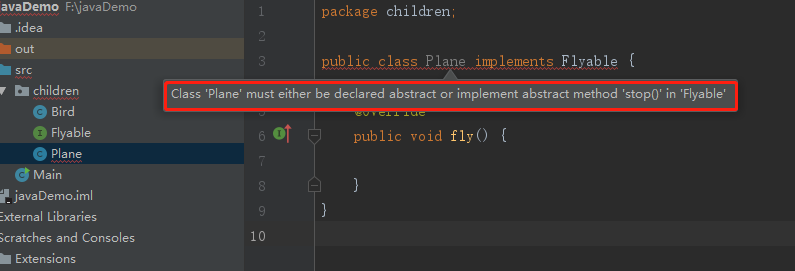 javaDemo F:\javaDemo
.idea
out
src
children
Bird
Flyable
Plane
Main
javaDemo.iml
External Libraries
Scratches and Consoles
Extensions
1 package children;
2
3 public class Plane implements Flyable {
Class 'Plane' must either be declared abstract or implement abstract method 'stop()' in 'Flyable'
@Override
6 public void fly() {
7
8 }
9 }
10